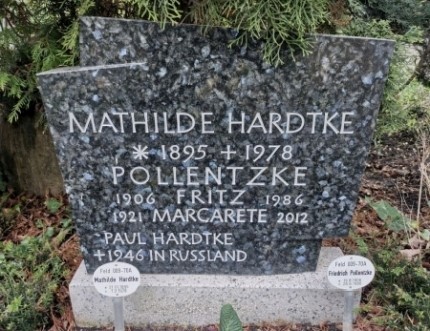 MATHILDE HARDTKE
* 1895 + 1978
POLLENTZKE
1906 FRITZ 1986
1921 MARGARETE 2012
PAUL HARDTKE
+1946 IN RUSSLAND
Mathilde Hardtke
Friedrich Pollentzke